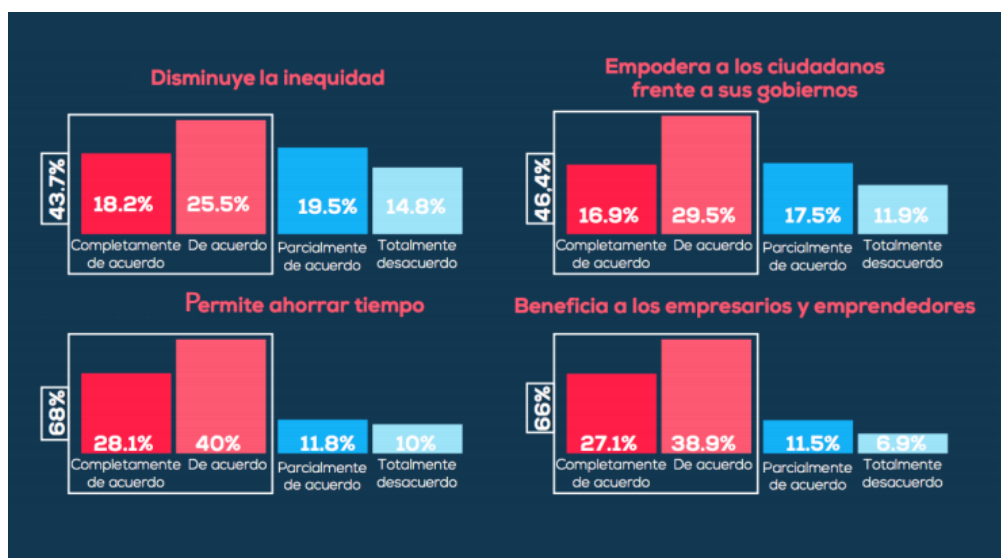 Disminuye la inequidad
43.7%
18.2% 25.5% 19.5% 14.8%
Completamente de acuerdo
De acuerdo
Parcialmente de acuerdo
Totalmente desacuerdo
Empodera a los ciudadanos
frente a sus gobiernos
46,4%
16.9% 29.5% 17.5% 11.9%
Completamente de acuerdo
De acuerdo
Parcialmente de acuerdo
Totalmente desacuerdo
Permite ahorrar tiempo
68%
28.1% 40% 11.8% 10%
Completamente de acuerdo
De acuerdo
Parcialmente de acuerdo
Totalmente desacuerdo
Beneficia a los empresarios y emprendedores
66%
27.1% 38.9% 11.5% 6.9%
Completamente de acuerdo
De acuerdo
Parcialmente de acuerdo
Totalmente desacuerdo